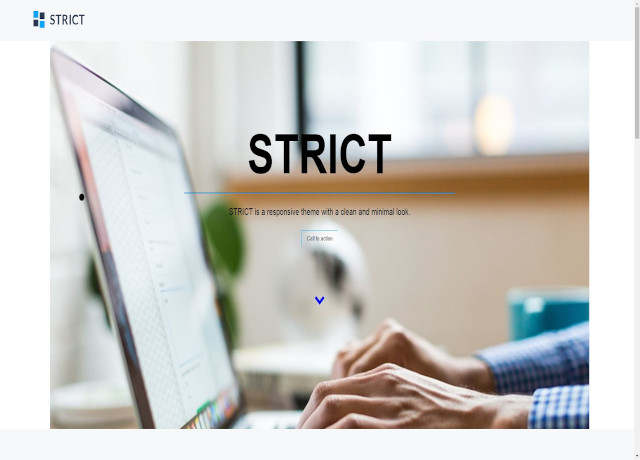 STRICT
STRICT
STRICT is a responsive theme with a clean and minimal look.
Call to action